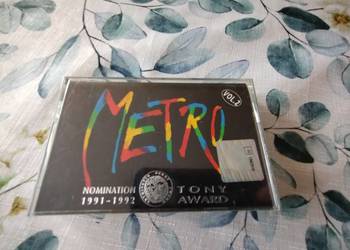 VOL.2
METRO
NOMINATION TONY
1991-1992 AWARD